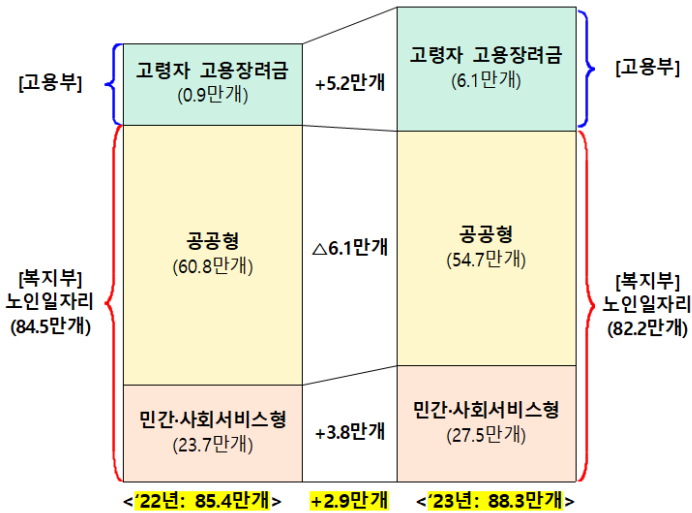 [고용부]
고령자 고용장려금
(0.9만개)
+5.2만개
고령자 고용장려금
(6.1만개)
[고용부]
[복지부]
노인일자리
(84.5만개)
공공형
(60.8만개)
△6.1만개
공공형
(54.7만개)
[복지부]
노인일자리
(82.2만개)
민간·사회서비스형
(23.7만개)
+3.8만개
민간·사회서비스형
(27.5만개)
<'22년: 85.4만개>
+2.9만개
<'23년: 88.3만개>